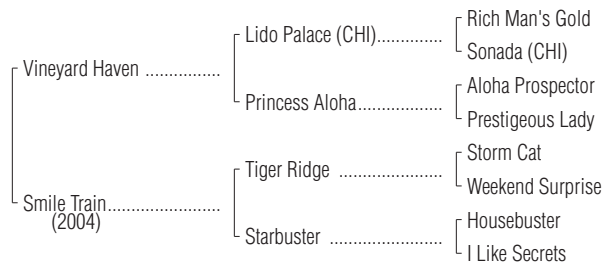 Rich Man's Gold
Lido Palace (CHI)..............
Sonada (CHI)
Vineyard Haven ................
Aloha Prospector
Princess Aloha..................
Prestigeous Lady
Storm Cat
Tiger Ridge ......................
Weekend Surprise
Smile Train........................
(2004)
Housebuster
Starbuster ........................
I Like Secrets